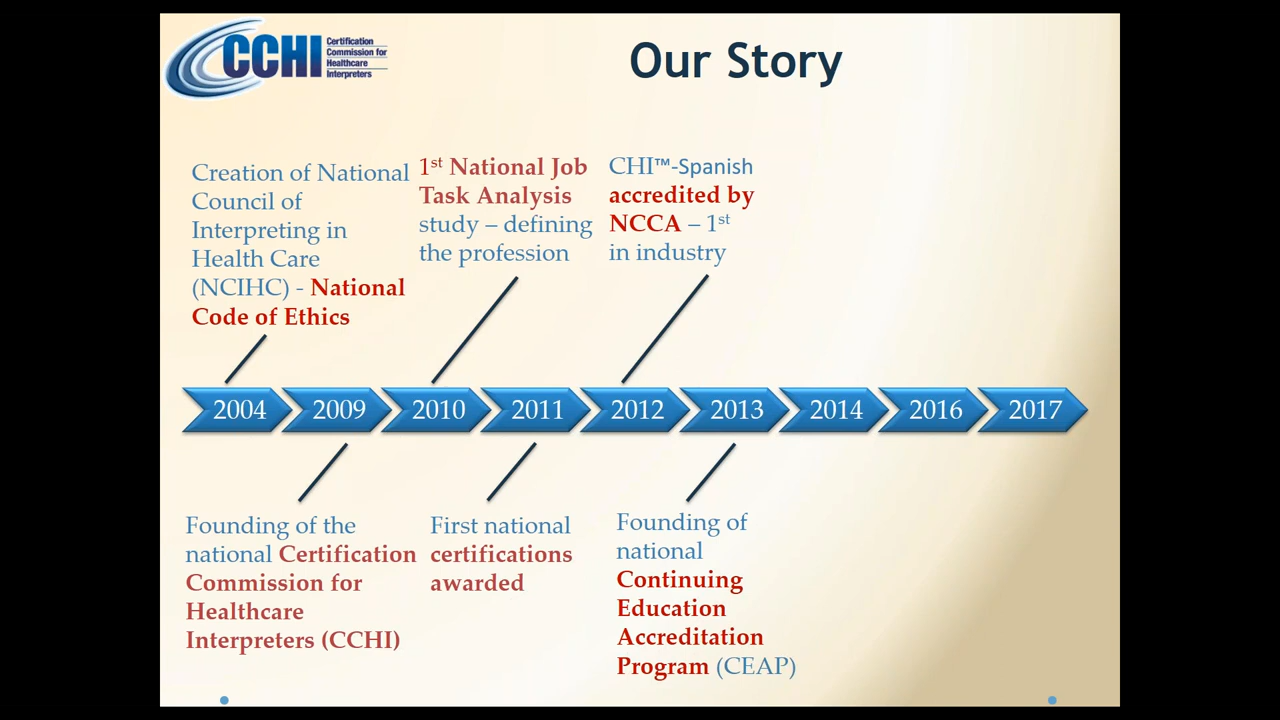 CCHI
Certification
Commission for
Healthcare
Interpreters
Our Story
Creation of National
Council of
Interpreting in
Health Care
(NCIHC) - National
Code of Ethics
1st National Job
Task Analysis
study – defining
the profession
CHI™-Spanish
accredited by
NCCA – 1st
in industry
2004 2009 2010 2011 2012 2013 2014 2016 2017
Founding of the
national Certification
Commission for
Healthcare
Interpreters (CCHI)
First national
certifications
awarded
Founding of
national
Continuing
Education
Accreditation
Program (CEAP)